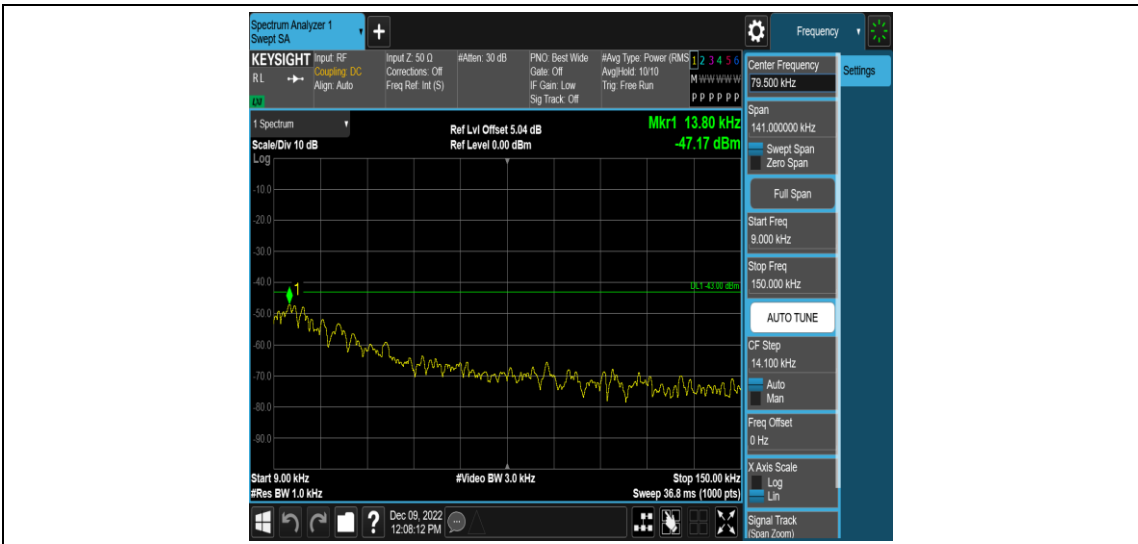 Spectrum Analyzer 1
Swept SA
+
Frequency
KEYSIGHT
RL
LXI
Input: RF
Coupling: DC
Align: Auto
Input Z: 50 Ω
Corrections: Off
Freq Ref: Int (S)
#Atten: 30 dB
PNO: Best Wide
Gate: Off
IF Gain: Low
Sig Track: Off
#Avg Type: Power (RMS
Avg|Hold: 10/10
Trig: Free Run
1 2 3 4 5 6
M W W W W W
P P P P P P
1 Spectrum
Scale/Div 10 dB
Log
Ref Lvl Offset 5.04 dB
Ref Level 0.00 dBm
Mkr1 13.80 kHz
-47.17 dBm
-10.0
-20.0
-30.0
-40.0
1
DL1 -43.00 dBm
-50.0
-60.0
-70.0
-80.0
-90.0
Start 9.00 kHz
#Video BW 3.0 kHz
Stop 150.00 kHz
#Res BW 1.0 kHz
Sweep 36.8 ms (1000 pts)
?
Dec 09, 2022
12:08:12 PM
Center Frequency
79.500 kHz
Settings
Span
141.000000 kHz
Swept Span
Zero Span
Full Span
Start Freq
9.000 kHz
Stop Freq
150.000 kHz
AUTO TUNE
CF Step
14.100 kHz
Auto
Man
Freq Offset
0 Hz
X Axis Scale
Log
Lin
Signal Track
(Span Zoom)